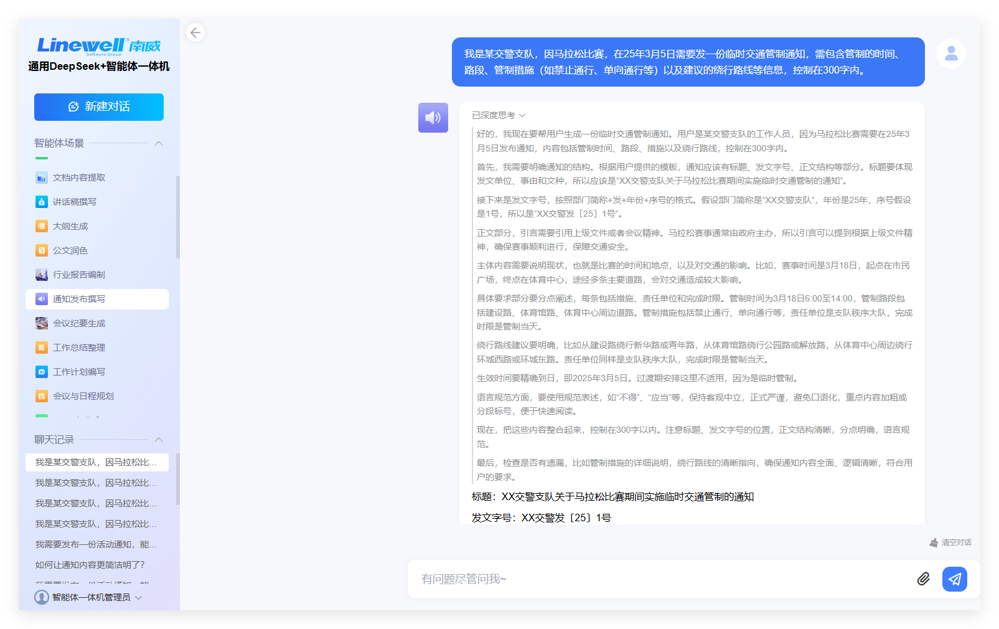 Linewell南威
Software Group
通用DeepSeek+智能体一体机
新建对话
智能体场景
文档内容提取
讲话稿撰写
大纲生成
公文润色
行业报告编制
通知发布撰写
会议纪要生成
工作总结整理
工作计划编写
会议与日程规划
聊天记录
我是某交警支队，因马拉松比...
我是某交警支队，因马拉松比...
我是某交警支队，因马拉松比...
我是某交警支队，因马拉松比...
我需要发布一份活动通知，能...
如何让通知内容更简洁明了？
智能体一体机管理员
我是某交警支队，因马拉松比赛，在25年3月5日需要发一份临时交通管制通知，需包含管制的时间、
路段、管制措施（如禁止通行、单向通行等）以及建议的绕行路线等信息，控制在300字内。
已深度思考
好的，我现在要帮用户生成一份临时交通管制通知。用户是某交警支队的工作人员，因为马拉松比赛需要在25年3
月5日发布通知，内容包括管制时间、路段、措施以及绕行路线，控制在300字内。
首先，我需要明确通知的结构。根据用户提供的模板，通知应该有标题、发文字号、正文结构等部分。标题要体现
发文单位、事由和文种，所以应该是“XX交警支队关于马拉松比赛期间实施临时交通管制的通知”。
接下来是发文字号，按照部门简称+发+年份+序号的格式。假设部门简称是“XX交警支队”，年份是25年，序号假设
是1号，所以是“XX交警发〔25〕1号”。
正文部分，引言需要引用上级文件或者会议精神。马拉松赛事通常由政府主办，所以引言可以提到根据上级文件精
神，确保赛事顺利进行，保障交通安全。
主体内容需要说明现状，也就是比赛的时间和地点，以及对交通的影响。比如，赛事时间是3月18日，起点在市民
广场，终点在体育中心，途经多条主要道路，会对交通造成较大影响。
具体要求部分要分点阐述，每条包括措施、责任单位和完成时限。管制时间为3月18日6:00至14:00，管制路段包
括建设路、体育馆路、体育中心周边道路。管制措施包括禁止通行、单向通行等，责任单位是支队秩序大队，完成
时限是管制当天。
绕行路线建议要明确，比如从建设路绕行新华路或青年路，从体育馆路绕行公园路或解放路，从体育中心周边绕行
环城西路或环城东路。责任单位同样是支队秩序大队，完成时限是管制当天。
生效时间要精确到日，即2025年3月5日。过渡期安排这里不适用，因为是临时管制。
语言规范方面，要使用规范表述，如“不得”、“应当”等，保持客观中立，正式严谨，避免口语化，重点内容加粗或
分段标号，便于快速阅读。
现在，把这些内容整合起来，控制在300字以内。注意标题、发文字号的位置，正文结构清晰，分点明确，语言规
范。
最后，检查是否有遗漏，比如管制措施的详细说明，绕行路线的清晰指向，确保通知内容全面、逻辑清晰，符合用
户的要求。
标题：XX交警支队关于马拉松比赛期间实施临时交通管制的通知
发文字号：XX交警发〔25〕1号
清空对话
有问题尽管问我~